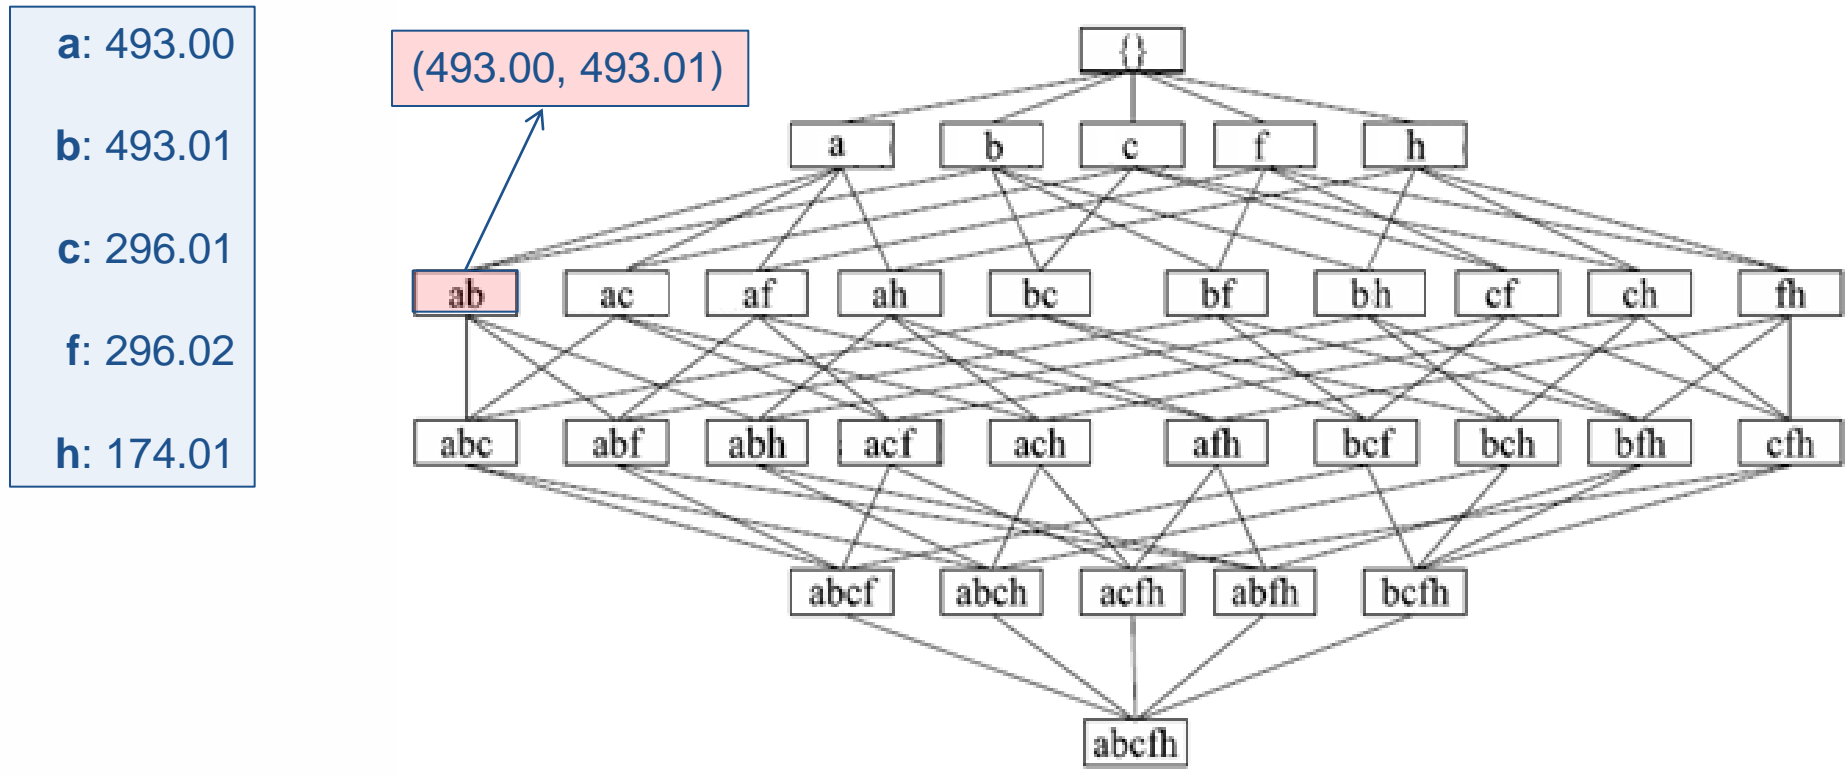 a: 493.00
b: 493.01
c: 296.01
f: 296.02
h: 174.01
(493.00, 493.01)
{}
a b c f h
ab ac af ah bc bf bh cf ch fh
abc abf abh acf ach afh bcf bch bfh cfh
abcf abch acfh abfh bcfh
abcfh